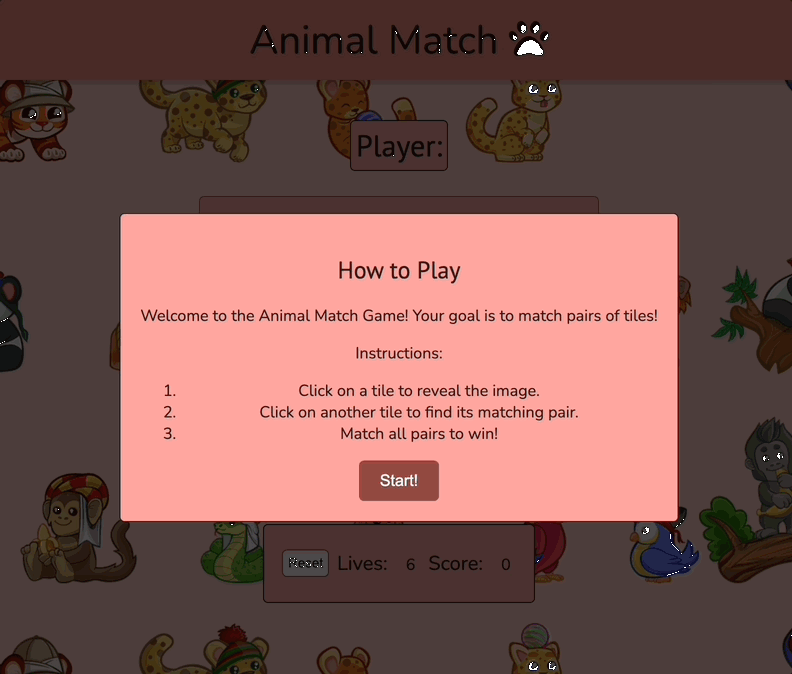 Animal Match
Player:
How to Play
Welcome to the Animal Match Game! Your goal is to match pairs of tiles!
Instructions:
1. Click on a tile to reveal the image.
2. Click on another tile to find its matching pair.
3. Match all pairs to win!
Start!
Reset Lives: 6 Score: 0